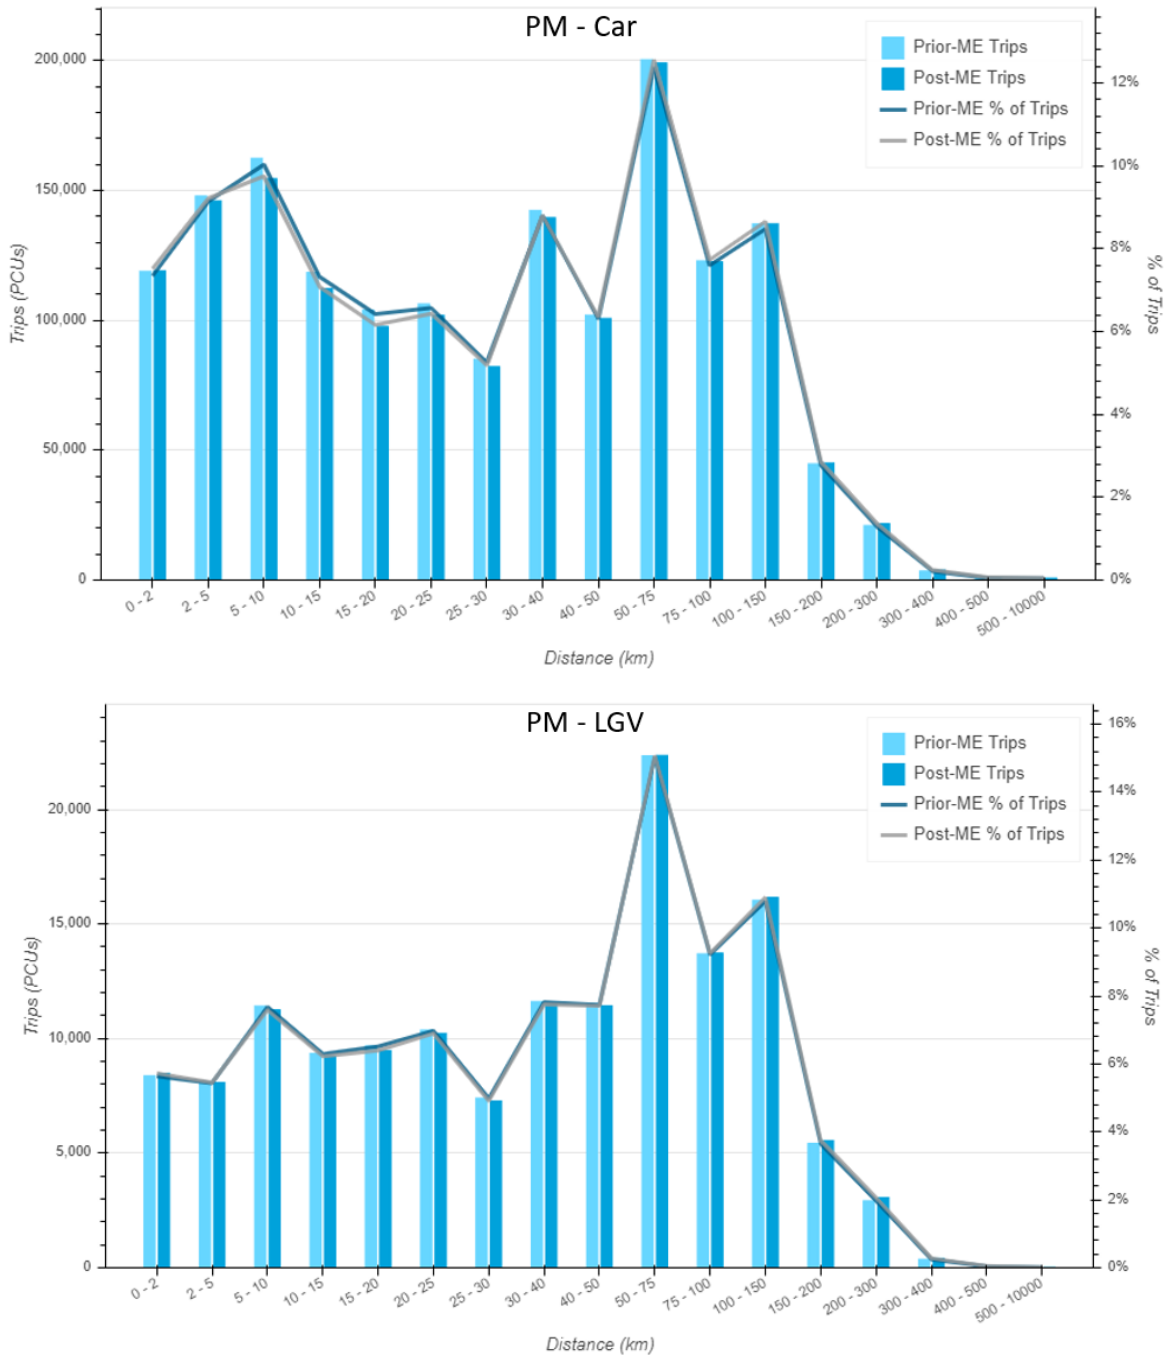 PM - Car
Prior-ME Trips
Post-ME Trips
Prior-ME % of Trips
Post-ME % of Trips
200,000
150,000
100,000
50,000
0
Trips (PCUs)
12%
10%
8%
6%
4%
2%
0%
% of Trips
0 - 2
2 - 5
5 - 10
10 - 15
15 - 20
20 - 25
25 - 30
30 - 40
40 - 50
50 - 75
75 - 100
100 - 150
150 - 200
200 - 300
300 - 400
400 - 500
500 - 10000
Distance (km)
PM - LGV
Prior-ME Trips
Post-ME Trips
Prior-ME % of Trips
Post-ME % of Trips
20,000
15,000
10,000
5,000
0
Trips (PCUs)
16%
14%
12%
10%
8%
6%
4%
2%
0%
% of Trips
0 - 2
2 - 5
5 - 10
10 - 15
15 - 20
20 - 25
25 - 30
30 - 40
40 - 50
50 - 75
75 - 100
100 - 150
150 - 200
200 - 300
300 - 400
400 - 500
500 - 10000
Distance (km)